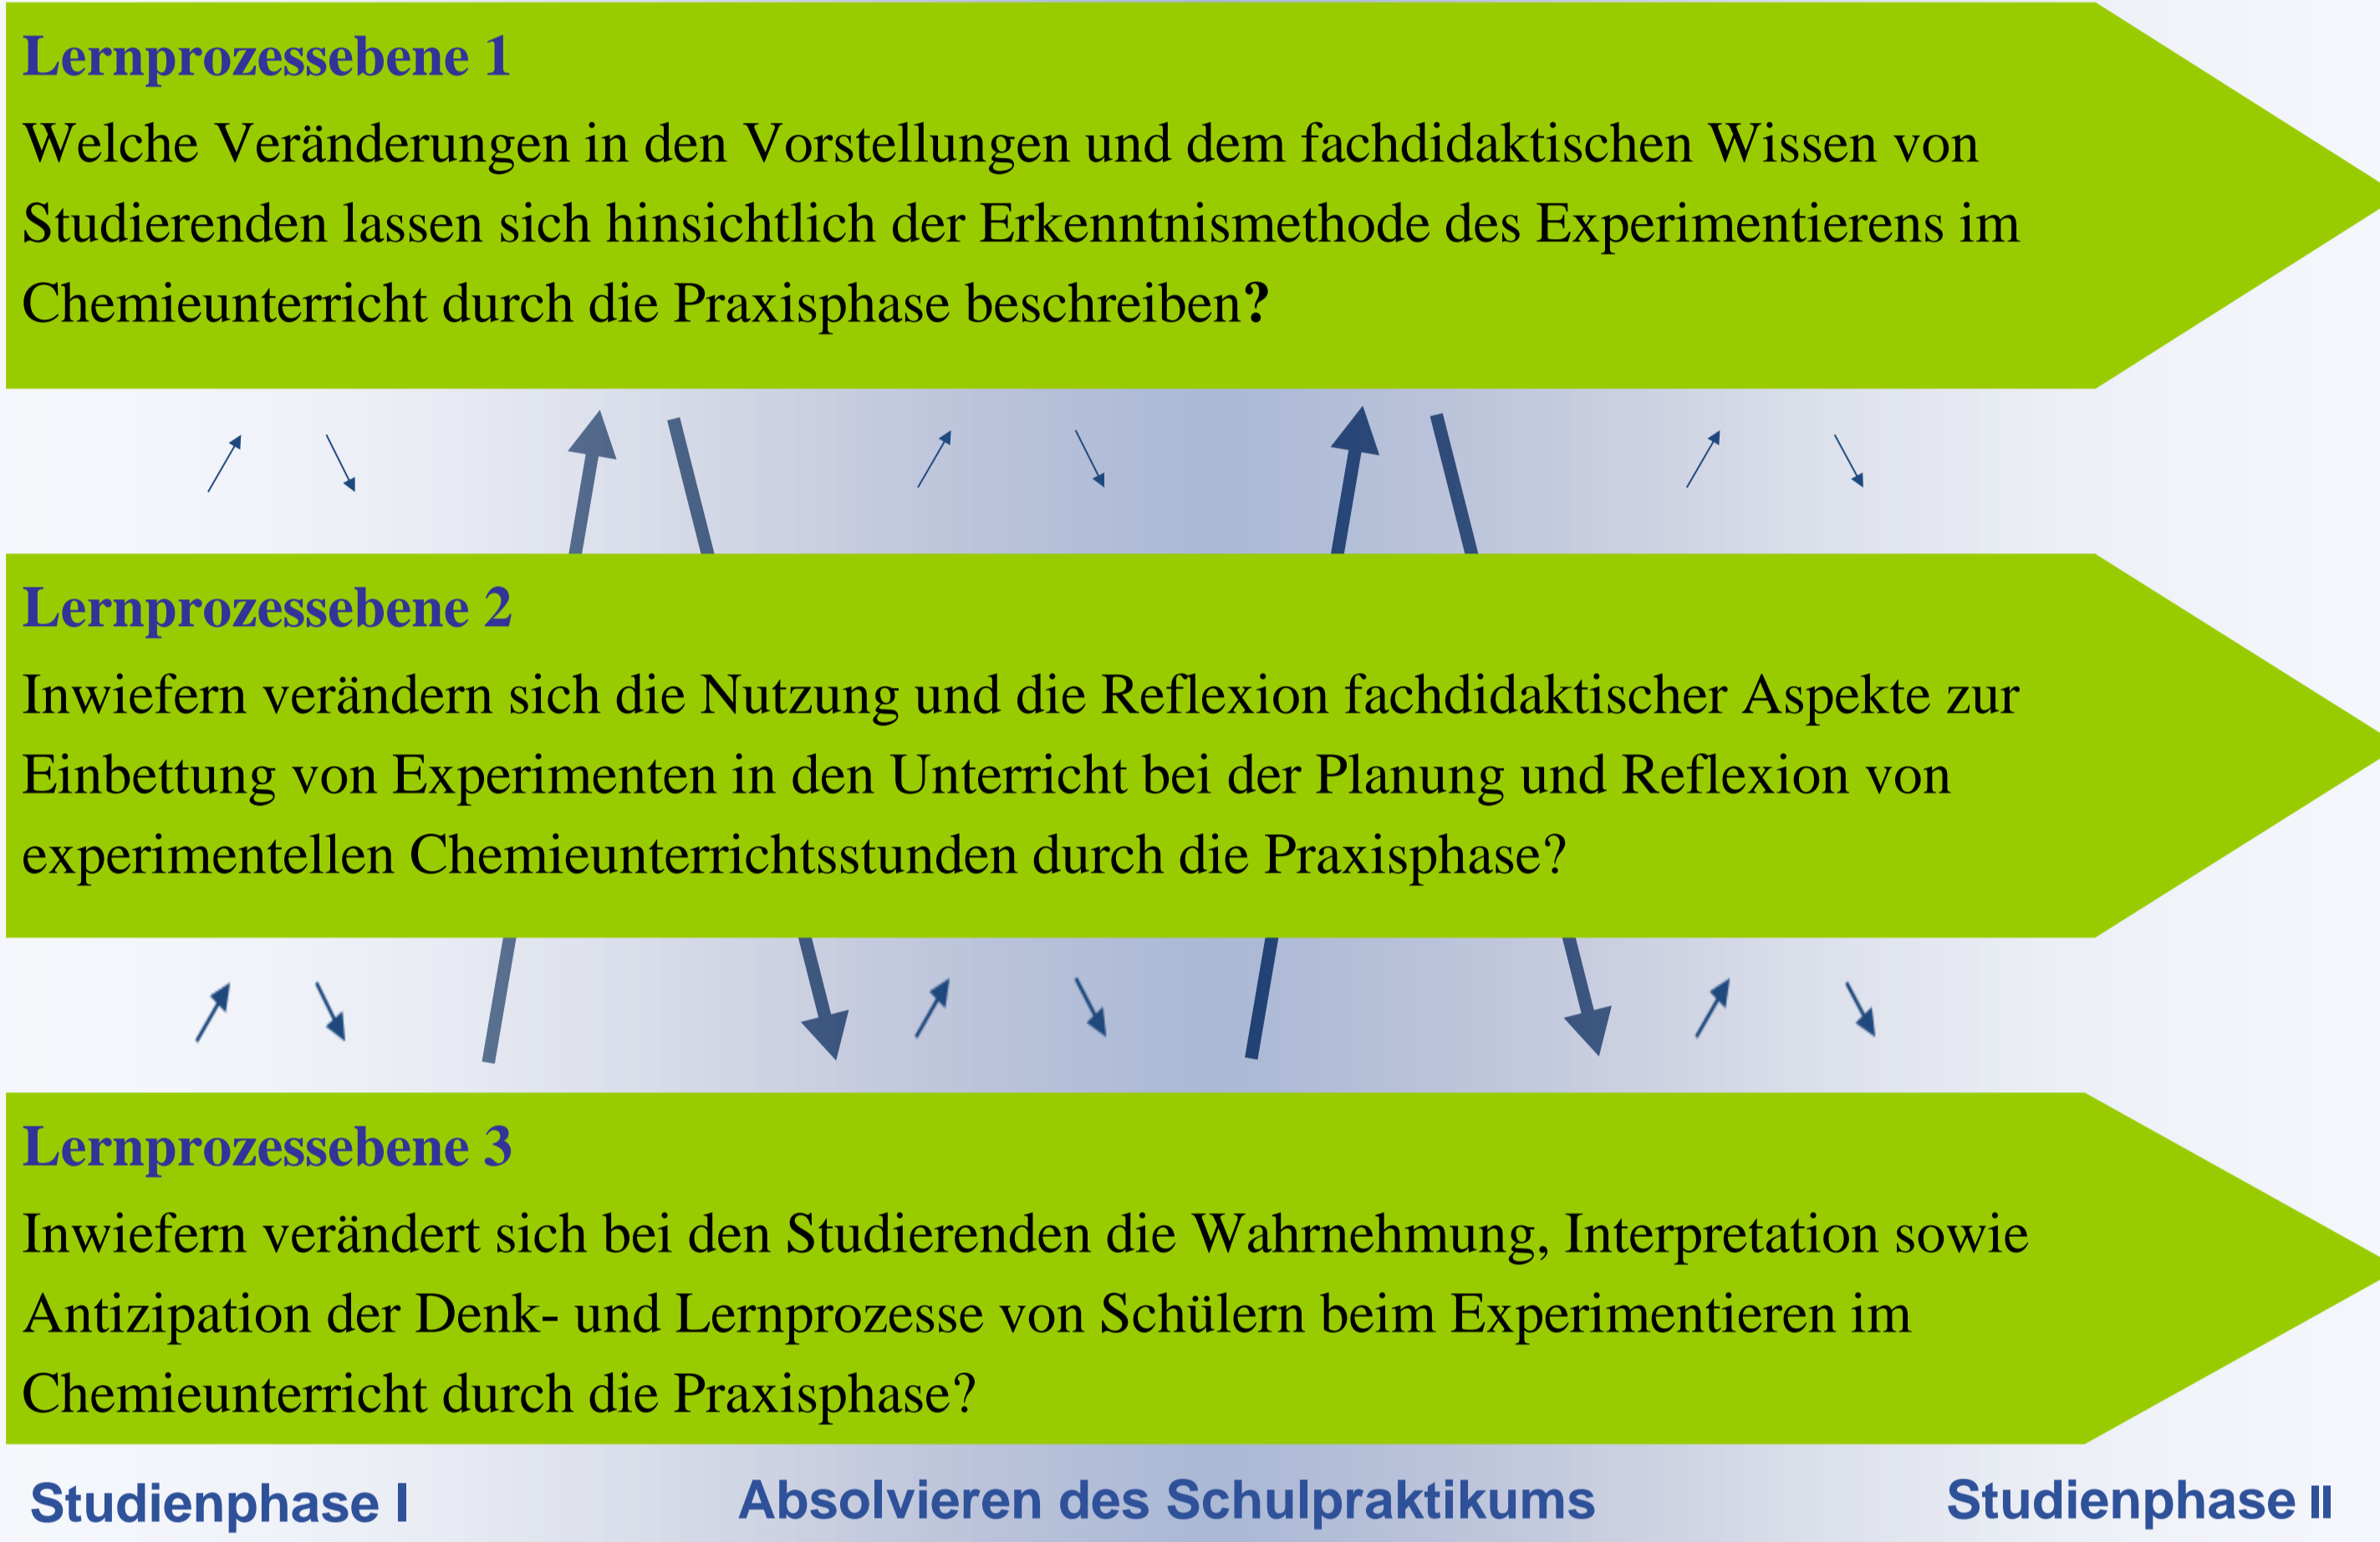 Lernprozessebene 1
Welche Veränderungen in den Vorstellungen und dem fachdidaktischen Wissen von
Studierenden lassen sich hinsichtlich der Erkenntnismethode des Experimentierens im
Chemieunterricht durch die Praxisphase beschreiben?
Lernprozessebene 2
Inwiefern verändern sich die Nutzung und die Reflexion fachdidaktischer Aspekte zur
Einbettung von Experimenten in den Unterricht bei der Planung und Reflexion von
experimentellen Chemieunterrichtsstunden durch die Praxisphase?
Lernprozessebene 3
Inwiefern verändert sich bei den Studierenden die Wahrnehmung, Interpretation sowie
Antizipation der Denk- und Lernprozesse von Schülern beim Experimentieren im
Chemieunterricht durch die Praxisphase?
Studienphase I Absolvieren des Schulpraktikums Studienphase II